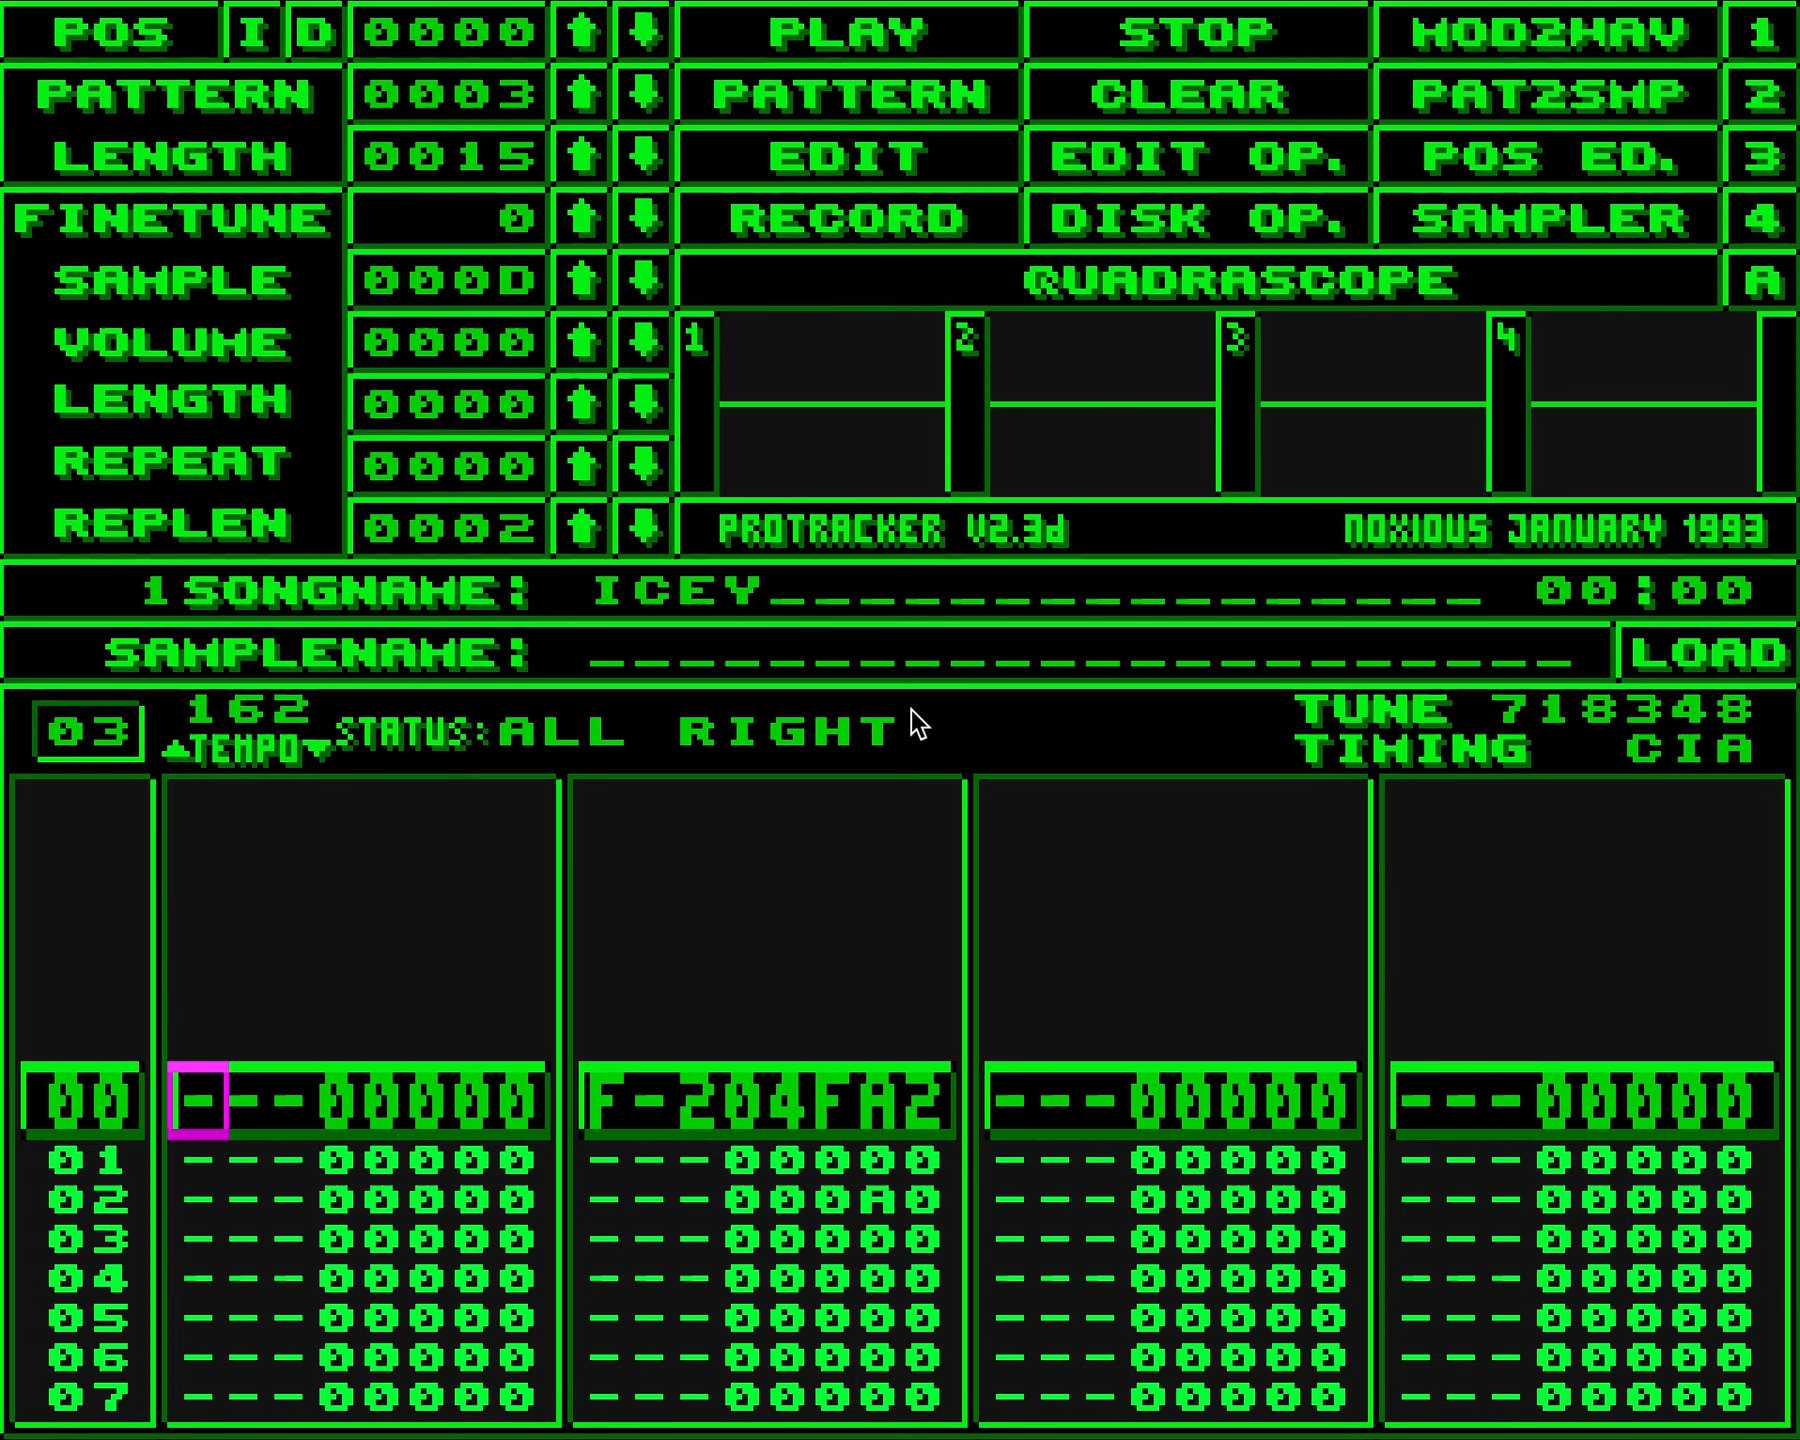 POS I D 0000 PLAY STOP MOD2WAV 1
PATTERN 0003 PATTERN CLEAR PAT2SMP 2
LENGTH 0015 EDIT EDIT OP. POS ED. 3
FINETUNE 0 RECORD DISK OP. SAMPLER 4
SAMPLE 000D QUADRASCOPE A
VOLUME 0000 1 2 3 4
LENGTH 0000
REPEAT 0000
REPLEN 0002 PROTRACKER V2.3d NOXIOUS JANUARY 1993
1 SONGNAME: ICEY________________ 00:00
SAMPLENAME: ______________________ LOAD
03 162 TEMPO STATUS: ALL RIGHT TUNE 718348
TIMING CIA
00 ---00000 F-204FA2 ---00000 ---00000
01 ---00000 ---00000 ---00000 ---00000
02 ---00000 ---000A0 ---00000 ---00000
03 ---00000 ---00000 ---00000 ---00000
04 ---00000 ---00000 ---00000 ---00000
05 ---00000 ---00000 ---00000 ---00000
06 ---00000 ---00000 ---00000 ---00000
07 ---00000 ---00000 ---00000 ---00000